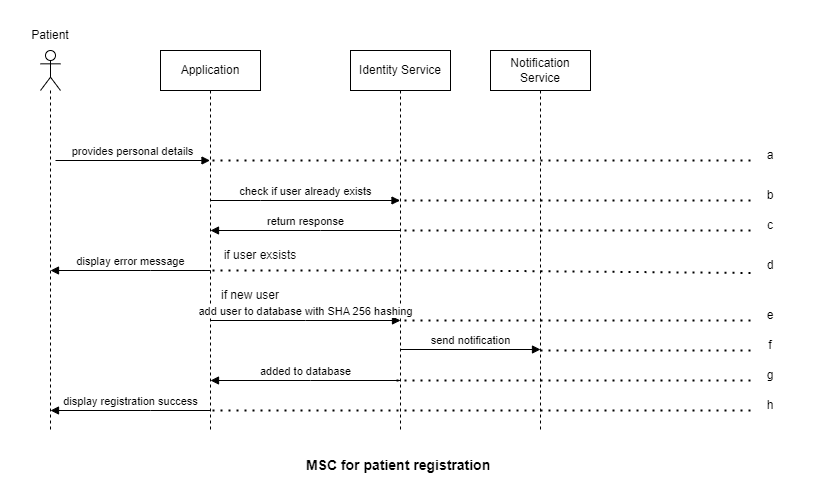 Patient
Application
Identity Service
Notification
Service
provides personal details
a
check if user already exists
b
return response
c
if user exsists
display error message
d
if new user
add user to database with SHA 256 hashing
e
send notification
f
added to database
g
display registration success
h
MSC for patient registration